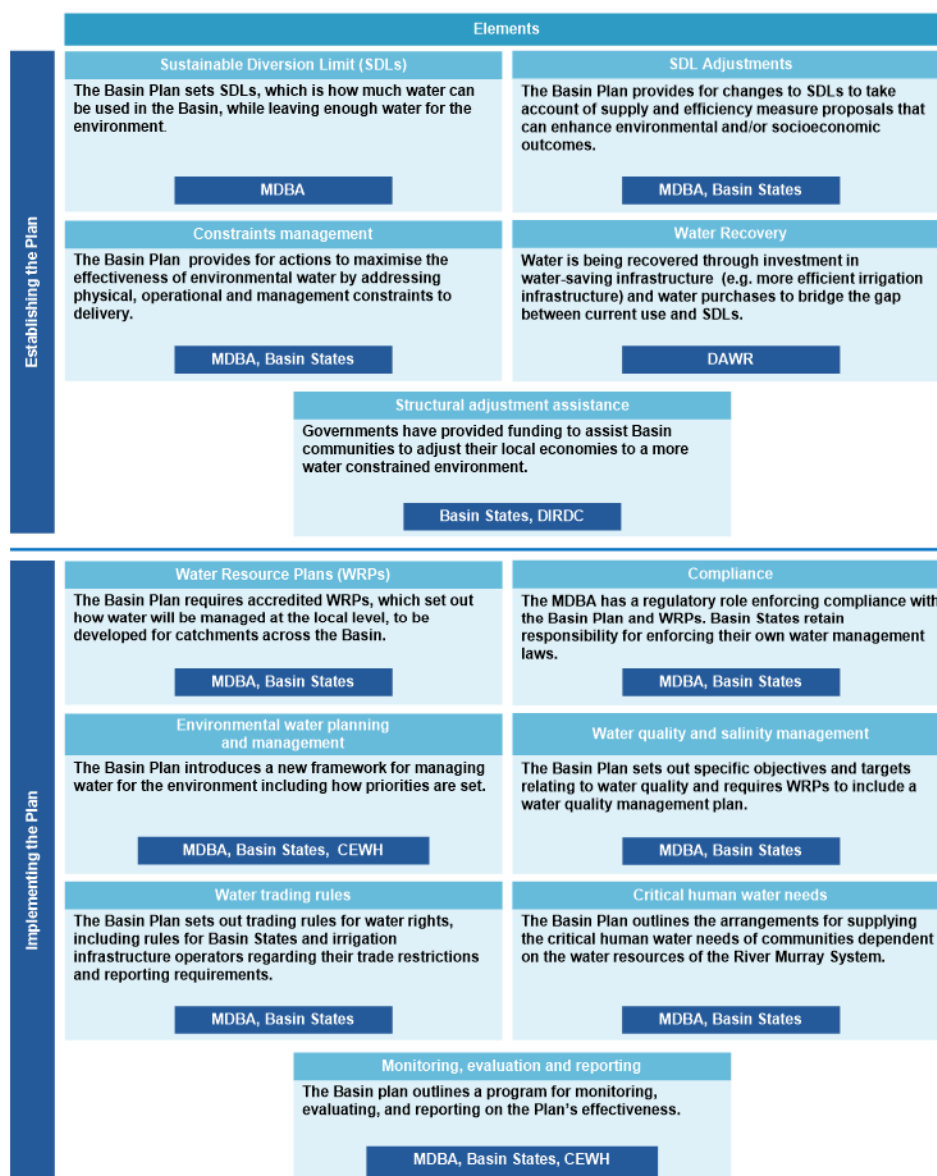 Elements
Establishing the Plan
Sustainable Diversion Limit (SDLs)
The Basin Plan sets SDLs, which is how much water can
be used in the Basin, while leaving enough water for the
environment.
MDBA
SDL Adjustments
The Basin Plan provides for changes to SDLs to take
account of supply and efficiency measure proposals that
can enhance environmental and/or socioeconomic
outcomes.
MDBA, Basin States
Constraints management
The Basin Plan provides for actions to maximise the
effectiveness of environmental water by addressing
physical, operational and management constraints to
delivery.
MDBA, Basin States
Water Recovery
Water is being recovered through investment in
water-saving infrastructure (e.g. more efficient irrigation
infrastructure) and water purchases to bridge the gap
between current use and SDLs.
DAWR
Structural adjustment assistance
Governments have provided funding to assist Basin
communities to adjust their local economies to a more
water constrained environment.
Basin States, DIRDC
Implementing the Plan
Water Resource Plans (WRPs)
The Basin Plan requires accredited WRPs, which set out
how water will be managed at the local level, to be
developed for catchments across the Basin.
MDBA, Basin States
Compliance
The MDBA has a regulatory role enforcing compliance with
the Basin Plan and WRPs. Basin States retain
responsibility for enforcing their own water management
laws.
MDBA, Basin States
Environmental water planning
and management
The Basin Plan introduces a new framework for managing
water for the environment including how priorities are set.
MDBA, Basin States, CEWH
Water quality and salinity management
The Basin Plan sets out specific objectives and targets
relating to water quality and requires WRPs to include a
water quality management plan.
MDBA, Basin States
Water trading rules
The Basin Plan sets out trading rules for water rights,
including rules for Basin States and irrigation
infrastructure operators regarding their trade restrictions
and reporting requirements.
MDBA, Basin States
Critical human water needs
The Basin Plan outlines the arrangements for supplying
the critical human water needs of communities dependent
on the water resources of the River Murray System.
MDBA, Basin States
Monitoring, evaluation and reporting
The Basin plan outlines a program for monitoring,
evaluating, and reporting on the Plan's effectiveness.
MDBA, Basin States, CEWH